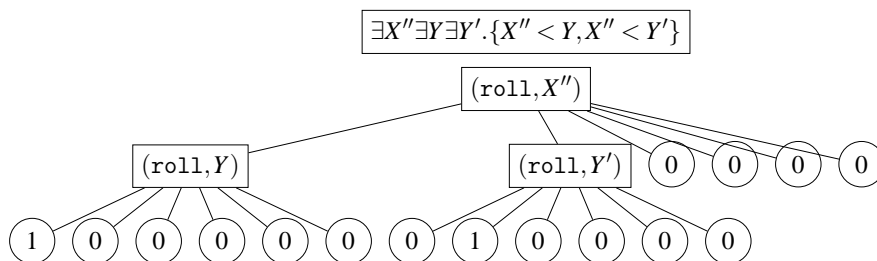 ∃X″∃Y∃Y′.{X″ < Y, X″ < Y′}
(roll, X″)
(roll, Y) (roll, Y′) 0 0 0 0
1 0 0 0 0 0 0 1 0 0 0 0